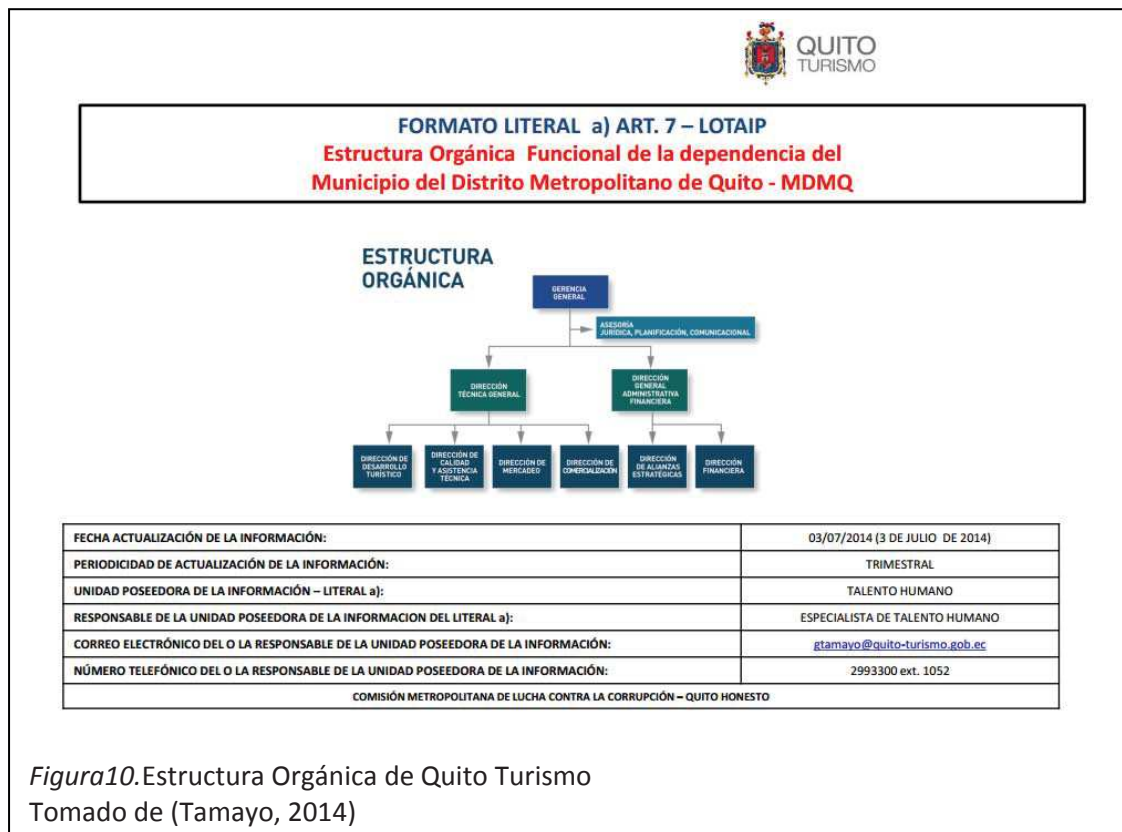 QUITO
TURISMO
FORMATO LITERAL a) ART. 7 – LOTAIP
Estructura Orgánica Funcional de la dependencia del
Municipio del Distrito Metropolitano de Quito - MDMQ
ESTRUCTURA
ORGÁNICA
GERENCIA
GENERAL
ASESORÍA
JURÍDICA, PLANIFICACIÓN, COMUNICACIONAL
DIRECCIÓN
TÉCNICA GENERAL
DIRECCIÓN
GENERAL
ADMINISTRATIVA
FINANCIERA
DIRECCIÓN DE
DESARROLLO
TURÍSTICO
DIRECCIÓN DE
CALIDAD
Y ASISTENCIA
TÉCNICA
DIRECCIÓN DE
MERCADEO
DIRECCIÓN DE
COMERCIALIZACIÓN
DIRECCIÓN
DE ALIANZAS
ESTRATÉGICAS
DIRECCIÓN
FINANCIERA
FECHA ACTUALIZACIÓN DE LA INFORMACIÓN: 03/07/2014 (3 DE JULIO DE 2014)
PERIODICIDAD DE ACTUALIZACIÓN DE LA INFORMACIÓN: TRIMESTRAL
UNIDAD POSEEDORA DE LA INFORMACIÓN – LITERAL a): TALENTO HUMANO
RESPONSABLE DE LA UNIDAD POSEEDORA DE LA INFORMACION DEL LITERAL a): ESPECIALISTA DE TALENTO HUMANO
CORREO ELECTRÓNICO DEL O LA RESPONSABLE DE LA UNIDAD POSEEDORA DE LA INFORMACIÓN: gtamayo@quito-turismo.gob.ec
NÚMERO TELEFÓNICO DEL O LA RESPONSABLE DE LA UNIDAD POSEEDORA DE LA INFORMACIÓN: 2993300 ext. 1052
COMISIÓN METROPOLITANA DE LUCHA CONTRA LA CORRUPCIÓN – QUITO HONESTO
Figura10.Estructura Orgánica de Quito Turismo
Tomado de (Tamayo, 2014)